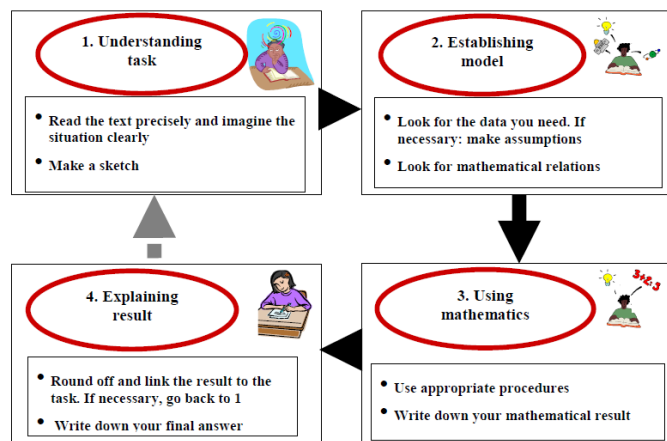 1. Understanding
task
• Read the text precisely and imagine the
situation clearly
• Make a sketch
2. Establishing
model
• Look for the data you need. If
necessary: make assumptions
• Look for mathematical relations
3. Using
mathematics
3+2=3
• Use appropriate procedures
• Write down your mathematical result
4. Explaining
result
• Round off and link the result to the
task. If necessary, go back to 1
• Write down your final answer